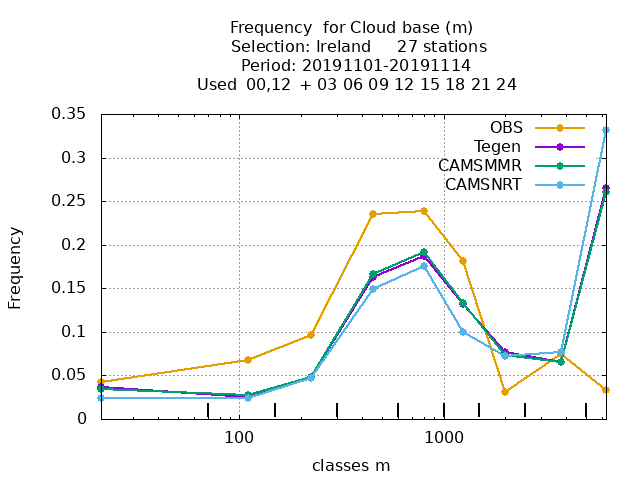 Frequency  for Cloud base (m)
Selection: Ireland     27 stations
Period: 20191101-20191114
Used  00,12  + 03 06 09 12 15 18 21 24
0.35
0.3
0.25
0.2
0.15
0.1
0.05
0
Frequency
OBS
Tegen
CAMSMMR
CAMSNRT
100
1000
classes m